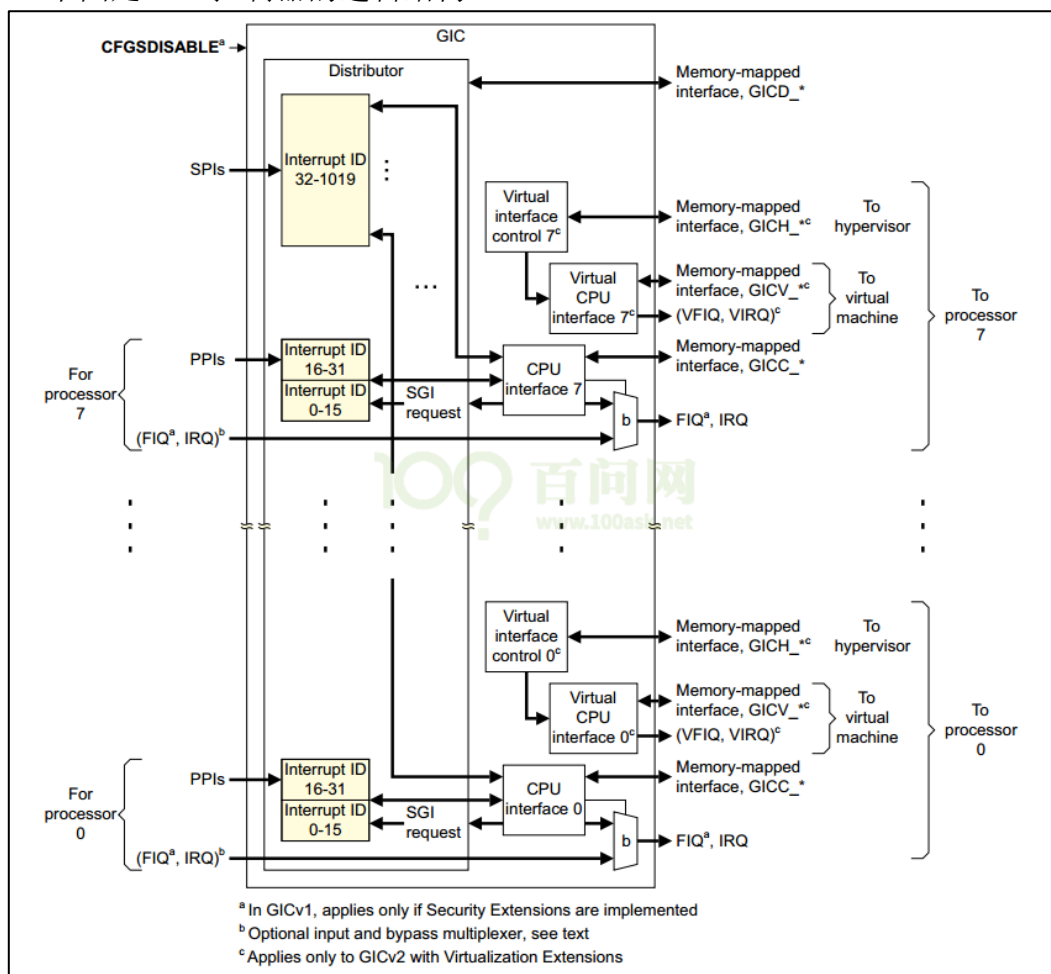 GIC
CFGSDISABLEᵃ
Distributor
Memory-mapped
interface, GICD_*
SPIs
Interrupt ID
32-1019
Virtual
interface
control 7ᶜ
Memory-mapped
interface, GICH_*ᶜ
To
hypervisor
Virtual
CPU
interface 7ᶜ
Memory-mapped
interface, GICV_*ᶜ
(VFIQ, VIRQ)ᶜ
To
virtual
machine
To
processor
7
For
processor
7
PPIs
Interrupt ID
16-31
Interrupt ID
0-15
SGI
request
CPU
interface 7
Memory-mapped
interface, GICC_*
b
FIQᵃ, IRQ
(FIQᵃ, IRQ)ᵇ
100?
百问网
www.100ask.net
Virtual
interface
control 0ᶜ
Memory-mapped
interface, GICH_*ᶜ
To
hypervisor
Virtual
CPU
interface 0ᶜ
Memory-mapped
interface, GICV_*ᶜ
(VFIQ, VIRQ)ᶜ
To
virtual
machine
To
processor
0
For
processor
0
PPIs
Interrupt ID
16-31
Interrupt ID
0-15
SGI
request
CPU
interface 0
Memory-mapped
interface, GICC_*
b
FIQᵃ, IRQ
(FIQᵃ, IRQ)ᵇ
ᵃ In GICv1, applies only if Security Extensions are implemented
ᵇ Optional input and bypass multiplexer, see text
ᶜ Applies only to GICv2 with Virtualization Extensions